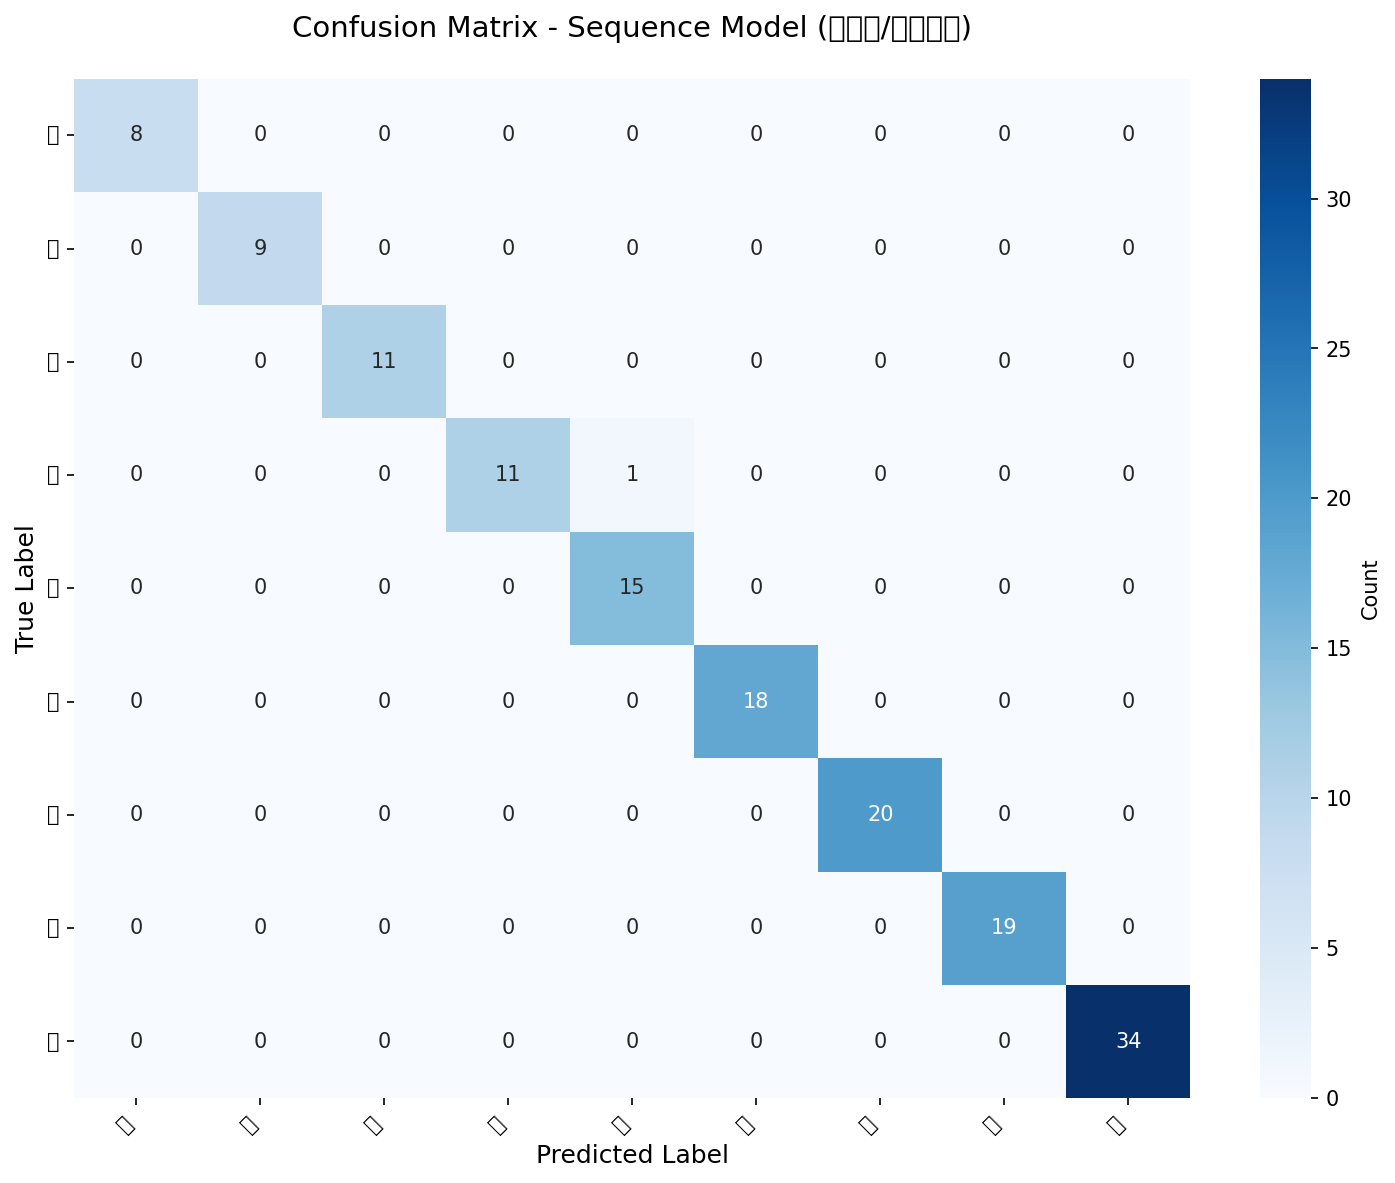 Confusion Matrix - Sequence Model (▯▯▯/▯▯▯▯)
▯ 8 0 0 0 0 0 0 0 0
▯ 0 9 0 0 0 0 0 0 0
▯ 0 0 11 0 0 0 0 0 0
▯ 0 0 0 11 1 0 0 0 0
▯ 0 0 0 0 15 0 0 0 0
▯ 0 0 0 0 0 18 0 0 0
▯ 0 0 0 0 0 0 20 0 0
▯ 0 0 0 0 0 0 0 19 0
▯ 0 0 0 0 0 0 0 0 34
▯ ▯ ▯ ▯ ▯ ▯ ▯ ▯ ▯
True Label
Predicted Label
30
25
20
15
10
5
0
Count